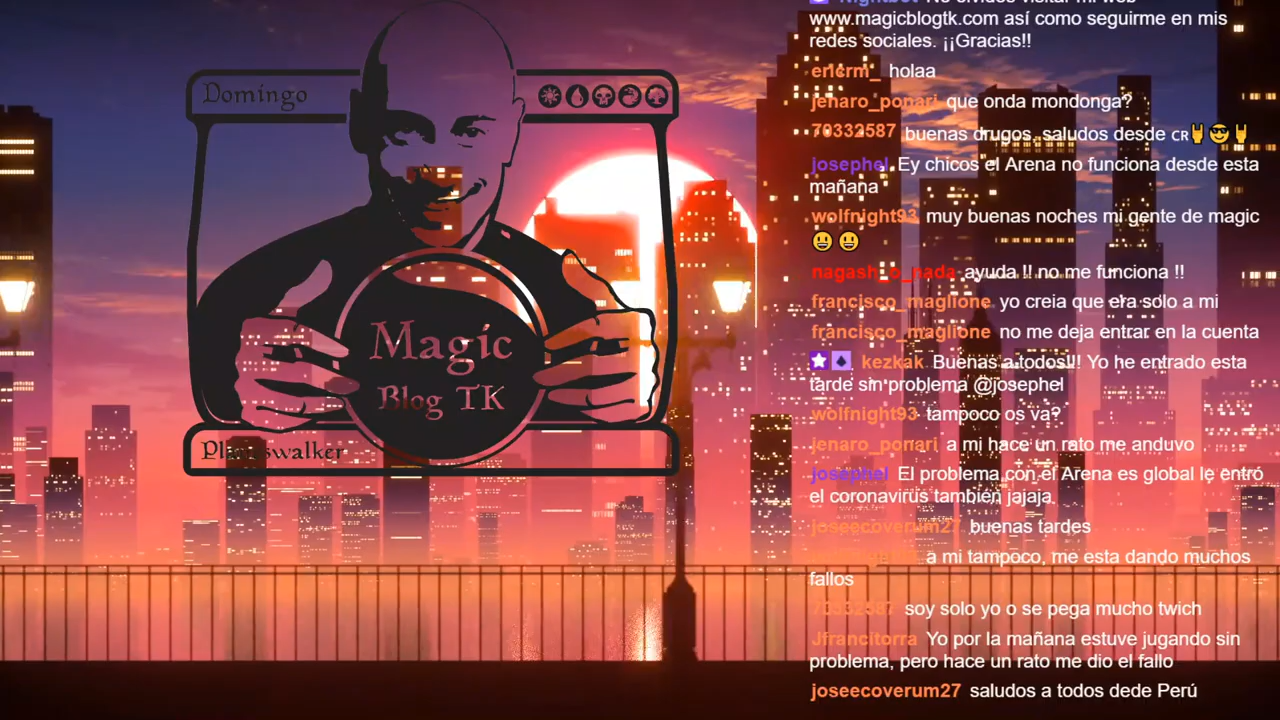 Nightbot No olvides visitar mi web
www.magicblogtk.com así como seguirme en mis
redes sociales. ¡¡Gracias!!
Domingo
ericrm_ holaa
jenaro_ponari que onda mondonga?
70332587 buenas drugos, saludos desde CR🤘😎🤘
josephel Ey chicos el Arena no funciona desde esta
mañana
wolfnight93 muy buenas noches mi gente de magic
😃 😃
nagash_o_nada ayuda !! no me funciona !!
francisco_maglione yo creia que era solo a mi
francisco_maglione no me deja entrar en la cuenta
Magic
Blog TK
kezkak Buenas a todos!!! Yo he entrado esta
tarde sin problema @josephel
wolfnight93 tampoco os va?
jenaro_ponari a mi hace un rato me anduvo
Planeswalker
josephel El problema con el Arena es global le entró
el coronavirus también jajaja.
joseecoverum27 buenas tardes
a mi tampoco, me esta dando muchos
fallos
70332587 soy solo yo o se pega mucho twich
Jfrancitorra Yo por la mañana estuve jugando sin
problema, pero hace un rato me dio el fallo
joseecoverum27 saludos a todos dede Perú